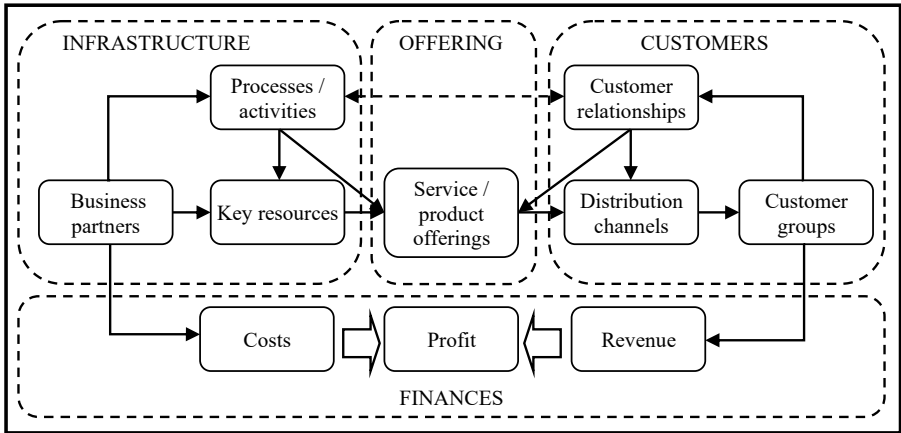 INFRASTRUCTURE
OFFERING
CUSTOMERS
Processes /
activities
Customer
relationships
Business
partners
Key resources
Service /
product
offerings
Distribution
channels
Customer
groups
Costs
Profit
Revenue
FINANCES